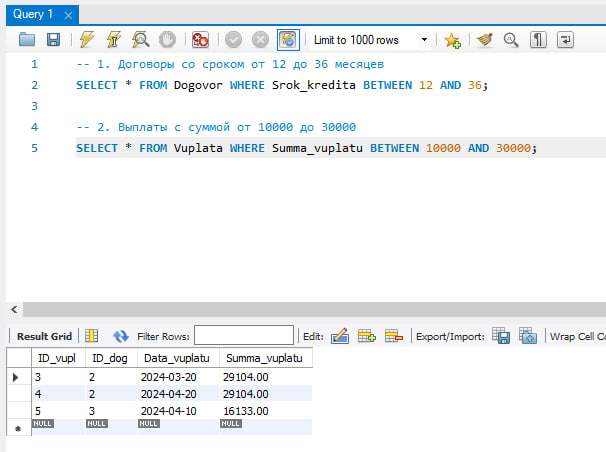 Query 1
Limit to 1000 rows
1 -- 1. Договоры со сроком от 12 до 36 месяцев
2 SELECT * FROM Dogovor WHERE Srok_kredita BETWEEN 12 AND 36;
3
4 -- 2. Выплаты с суммой от 10000 до 30000
5 SELECT * FROM Vuplata WHERE Summa_vuplatu BETWEEN 10000 AND 30000;
Result Grid Filter Rows: Edit: Export/Import: Wrap Cell Co
ID_vupl ID_dog Data_vuplatu Summa_vuplatu
3 2 2024-03-20 29104.00
4 2 2024-04-20 29104.00
5 3 2024-04-10 16133.00
NULL NULL NULL NULL